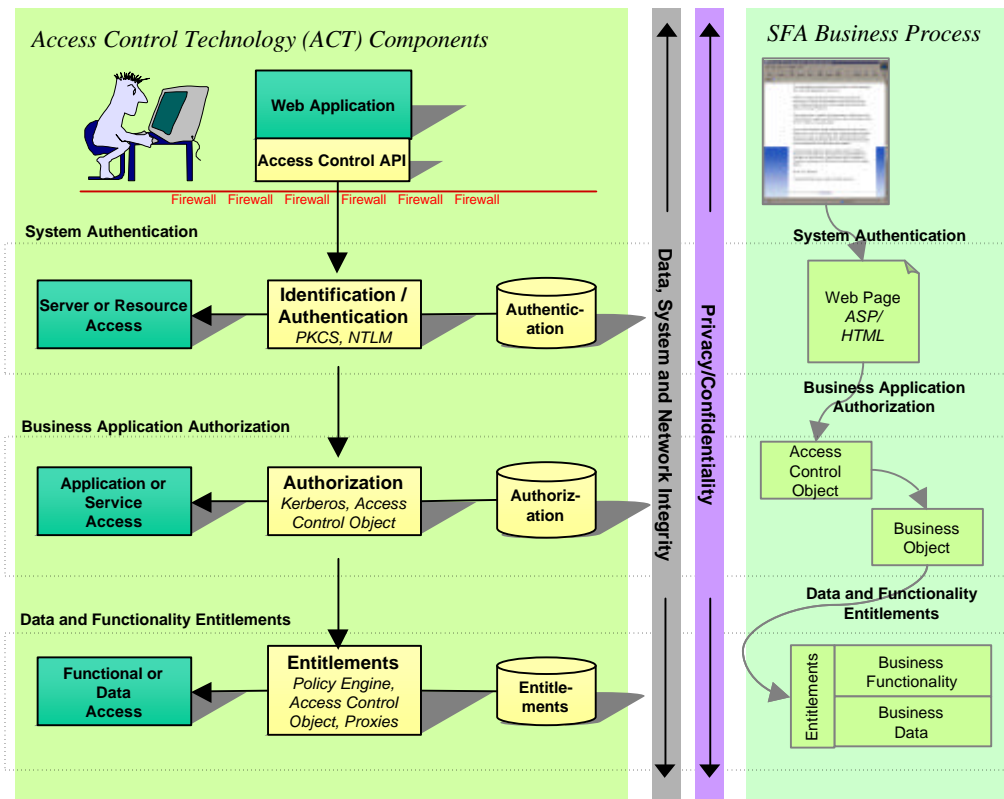 Access Control Technology (ACT) Components
Web Application
Access Control API
Firewall Firewall Firewall Firewall Firewall Firewall
System Authentication
Server or Resource
Access
Identification /
Authentication
PKCS, NTLM
Authentic-
ation
Business Application Authorization
Application or
Service
Access
Authorization
Kerberos, Access
Control Object
Authoriz-
ation
Data and Functionality Entitlements
Functional or
Data
Access
Entitlements
Policy Engine,
Access Control
Object, Proxies
Entitle-
ments
Data, System and Network Integrity
Privacy/Confidentiality
SFA Business Process
System Authentication
Web Page
ASP/
HTML
Business Application
Authorization
Access
Control
Object
Business
Object
Data and Functionality
Entitlements
Entitlements
Business
Functionality
Business
Data